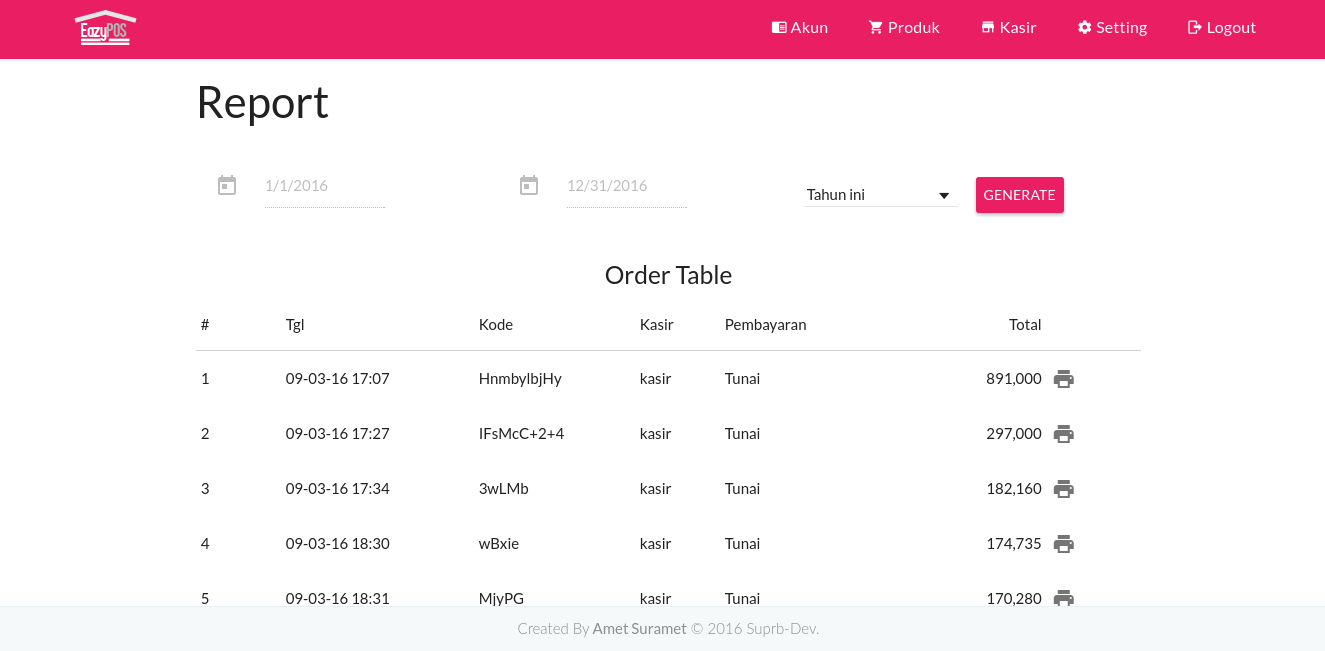 EazyPOS
Akun Produk Kasir Setting Logout
Report
1/1/2016 12/31/2016 Tahun ini GENERATE
Order Table
# Tgl Kode Kasir Pembayaran Total
1 09-03-16 17:07 HnmbylbjHy kasir Tunai 891,000
2 09-03-16 17:27 IFsMcC+2+4 kasir Tunai 297,000
3 09-03-16 17:34 3wLMb kasir Tunai 182,160
4 09-03-16 18:30 wBxie kasir Tunai 174,735
5 09-03-16 18:31 MjyPG kasir Tunai 170,280
Created By Amet Suramet © 2016 Suprb-Dev.